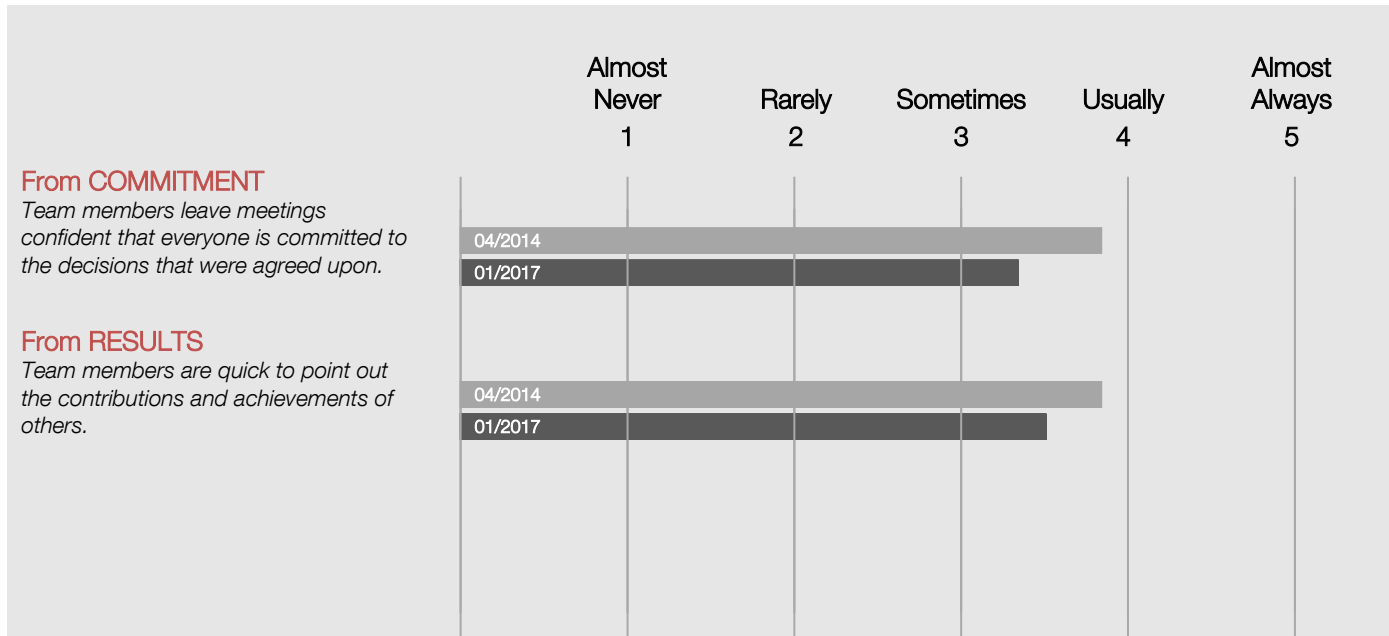 Almost
Never
1
Rarely
2
Sometimes
3
Usually
4
Almost
Always
5
From COMMITMENT
Team members leave meetings
confident that everyone is committed to
the decisions that were agreed upon.
04/2014
01/2017
From RESULTS
Team members are quick to point out
the contributions and achievements of
others.
04/2014
01/2017